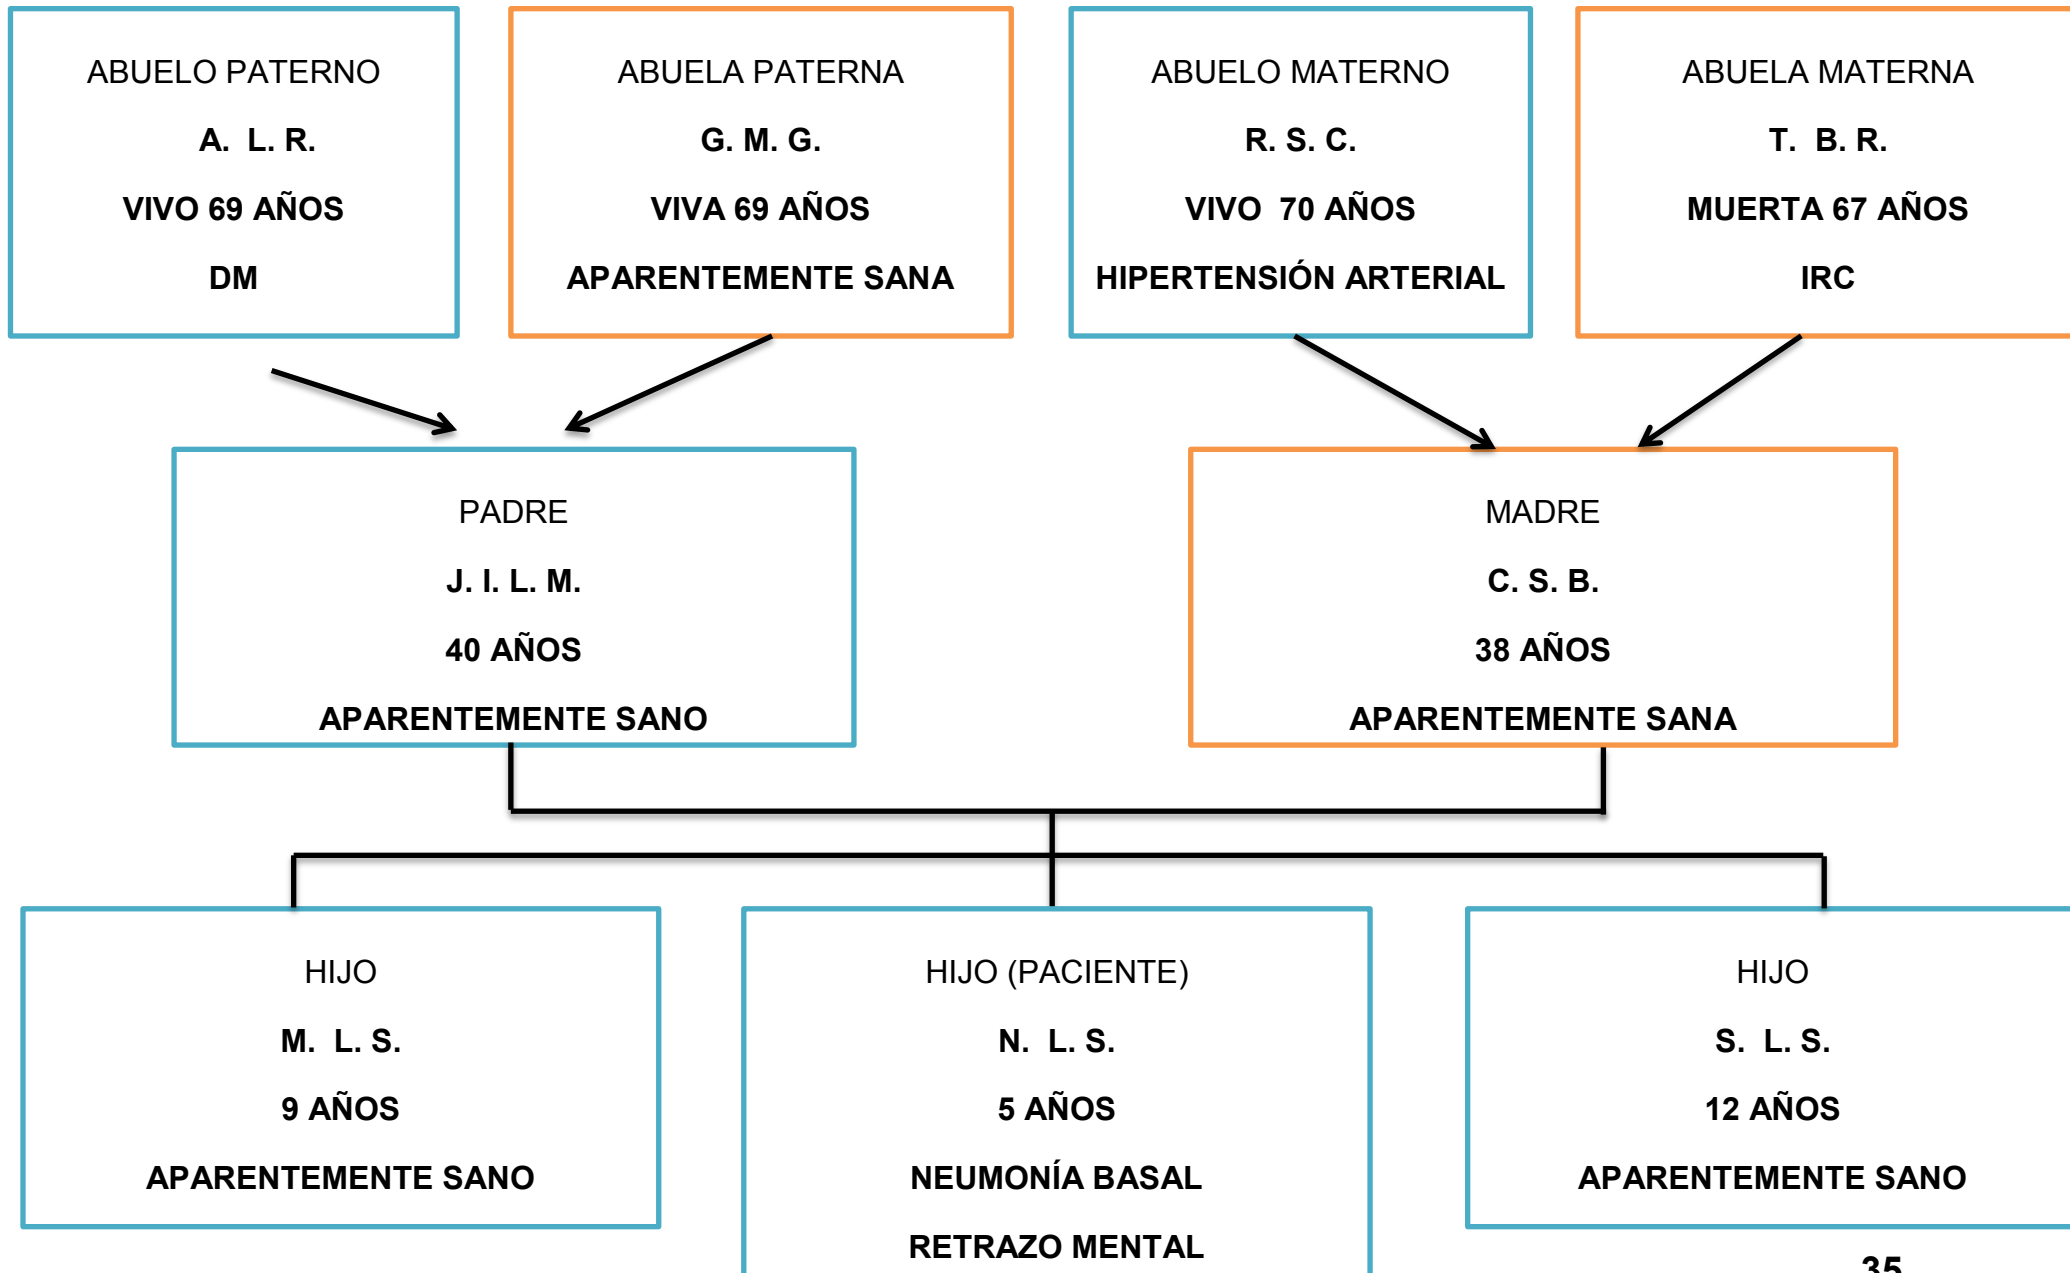 ABUELO PATERNO
A. L. R.
VIVO 69 AÑOS
DM
ABUELA PATERNA
G. M. G.
VIVA 69 AÑOS
APARENTEMENTE SANA
ABUELO MATERNO
R. S. C.
VIVO 70 AÑOS
HIPERTENSIÓN ARTERIAL
ABUELA MATERNA
T. B. R.
MUERTA 67 AÑOS
IRC
PADRE
J. I. L. M.
40 AÑOS
APARENTEMENTE SANO
MADRE
C. S. B.
38 AÑOS
APARENTEMENTE SANA
HIJO
M. L. S.
9 AÑOS
APARENTEMENTE SANO
HIJO (PACIENTE)
N. L. S.
5 AÑOS
NEUMONÍA BASAL
RETRAZO MENTAL
HIJO
S. L. S.
12 AÑOS
APARENTEMENTE SANO
35